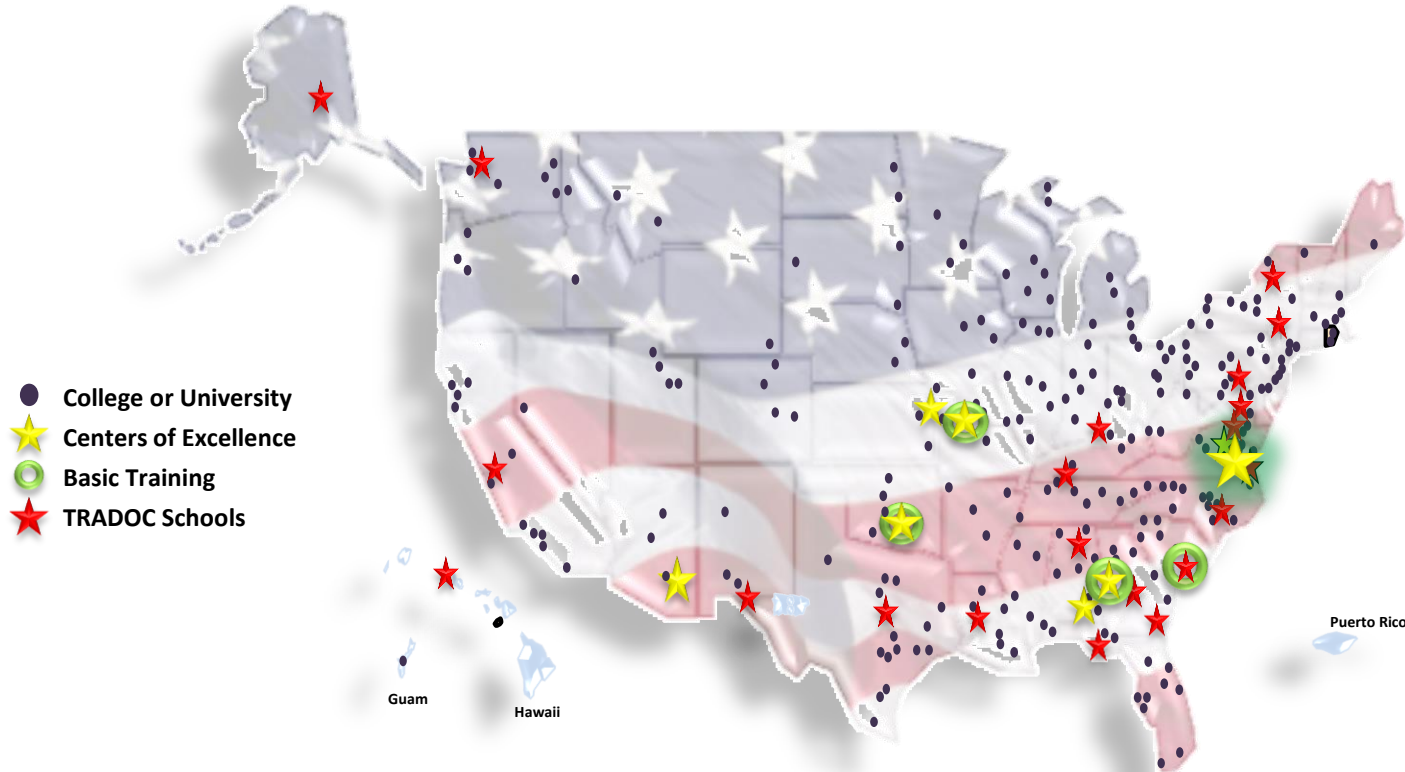 College or University
Centers of Excellence
Basic Training
TRADOC Schools
Puerto Rico
Guam
Hawaii